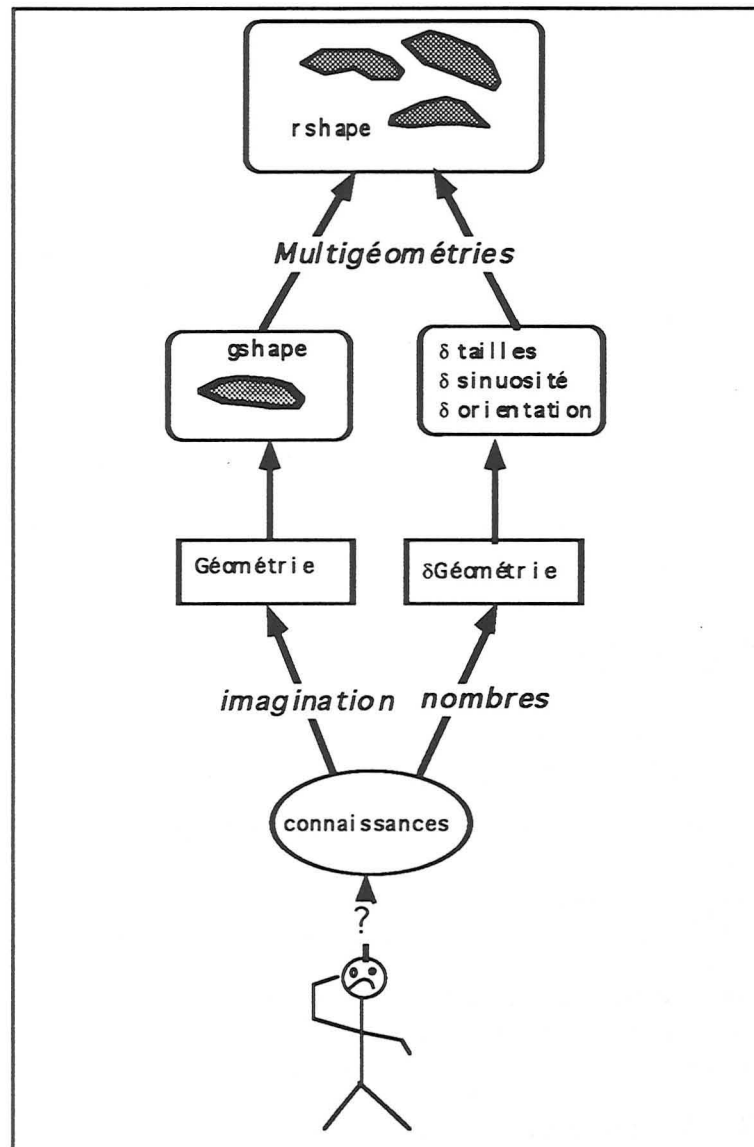 rshape
Multigéométries
gshape
δ tailles
δ sinuosité
δ orientation
Géométrie
δGéométrie
imagination nombres
connaissances
?